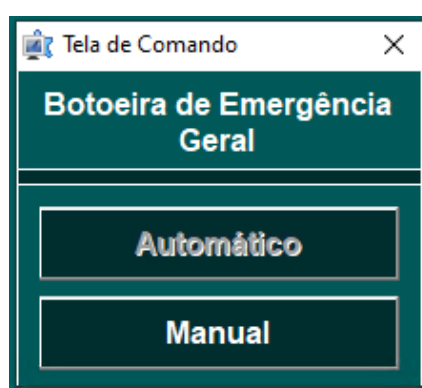 Tela de Comando
Botoeira de Emergência
Geral
Automático
Manual